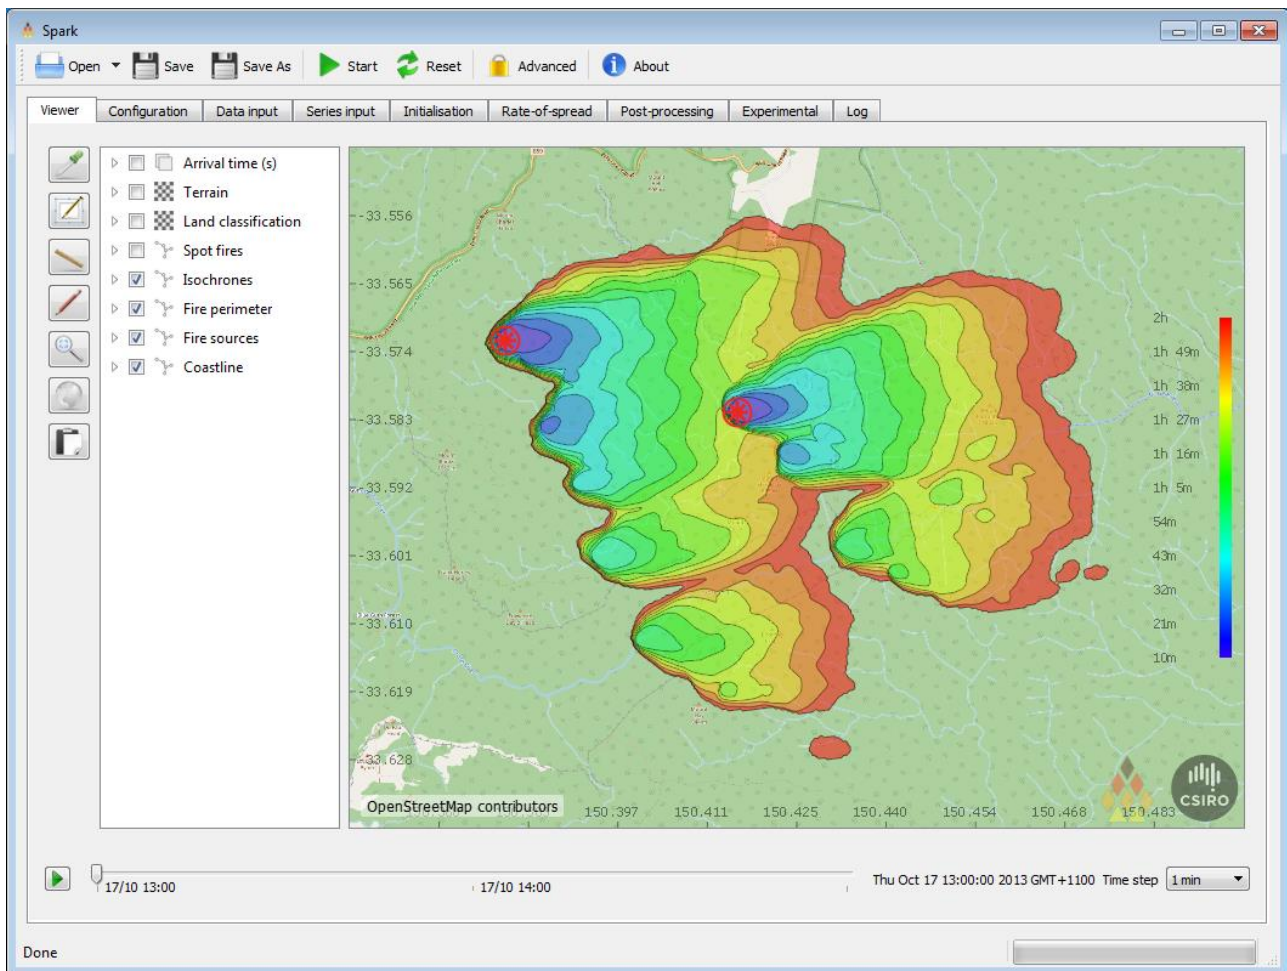 Spark
Open Save Save As Start Reset Advanced About
Viewer Configuration Data input Series input Initialisation Rate-of-spread Post-processing Experimental Log
Arrival time (s)
Terrain
Land classification
Spot fires
Isochrones
Fire perimeter
Fire sources
Coastline
-33.556
-33.565
-33.574
-33.583
-33.592
-33.601
-33.610
-33.619
-33.628
2h
1h 49m
1h 38m
1h 27m
1h 16m
1h 5m
54m
43m
32m
21m
10m
OpenStreetMap contributors
150.397 150.411 150.425 150.440 150.454 150.468 150.483
CSIRO
17/10 13:00 17/10 14:00 Thu Oct 17 13:00:00 2013 GMT+1100 Time step 1 min
Done